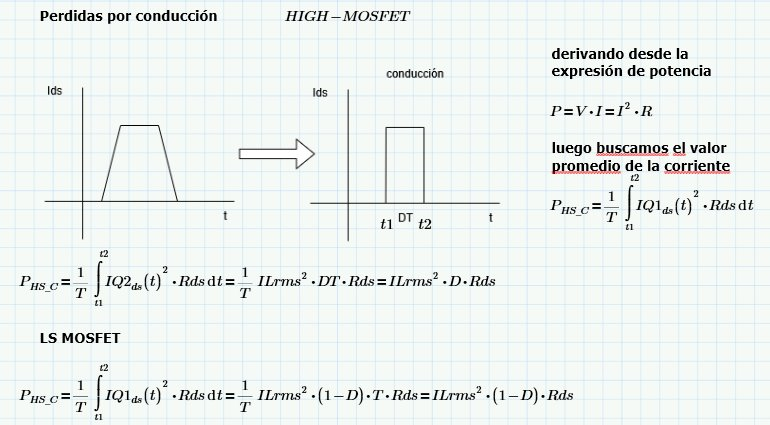 Perdidas por conducción
HIGH−MOSFET
derivando desde la
expresión de potencia
P=V·I=I²·R
luego buscamos el valor
promedio de la corriente
P_HS_C = 1/T ∫_t1^t2 IQ1_ds(t)²·Rds dt
Ids
t
conducción
Ids
t1 DT t2 t
P_HS_C = 1/T ∫_t1^t2 IQ2_ds(t)²·Rds dt = 1/T ILrms²·DT·Rds = ILrms²·D·Rds
LS MOSFET
P_HS_C = 1/T ∫_t1^t2 IQ1_ds(t)²·Rds dt = 1/T ILrms²·(1−D)·T·Rds = ILrms²·(1−D)·Rds